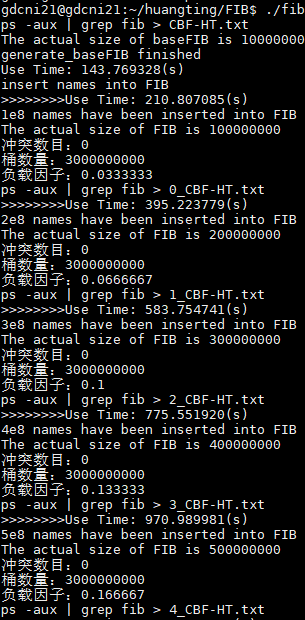 gdcni21@gdcni21:~/huangting/FIB$ ./fib
ps -aux | grep fib > CBF-HT.txt
The actual size of baseFIB is 10000000
generate_baseFIB finished
Use Time: 143.769328(s)
insert names into FIB
>>>>>>>>Use Time: 210.807085(s)
1e8 names have been inserted into FIB
The actual size of FIB is 100000000
冲突数目：0
桶数量：3000000000
负载因子：0.0333333
ps -aux | grep fib > 0_CBF-HT.txt
>>>>>>>>Use Time: 395.223779(s)
2e8 names have been inserted into FIB
The actual size of FIB is 200000000
冲突数目：0
桶数量：3000000000
负载因子：0.0666667
ps -aux | grep fib > 1_CBF-HT.txt
>>>>>>>>Use Time: 583.754741(s)
3e8 names have been inserted into FIB
The actual size of FIB is 300000000
冲突数目：0
桶数量：3000000000
负载因子：0.1
ps -aux | grep fib > 2_CBF-HT.txt
>>>>>>>>Use Time: 775.551920(s)
4e8 names have been inserted into FIB
The actual size of FIB is 400000000
冲突数目：0
桶数量：3000000000
负载因子：0.133333
ps -aux | grep fib > 3_CBF-HT.txt
>>>>>>>>Use Time: 970.989981(s)
5e8 names have been inserted into FIB
The actual size of FIB is 500000000
冲突数目：0
桶数量：3000000000
负载因子：0.166667
ps -aux | grep fib > 4_CBF-HT.txt